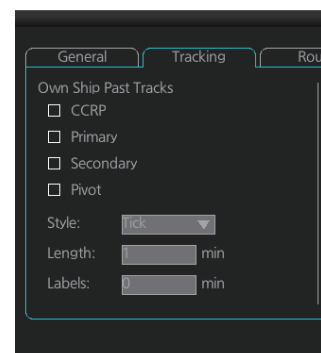 General Tracking Rou
Own Ship Past Tracks
CCRP
Primary
Secondary
Pivot
Style: Tick
Length: 1 min
Labels: 0 min